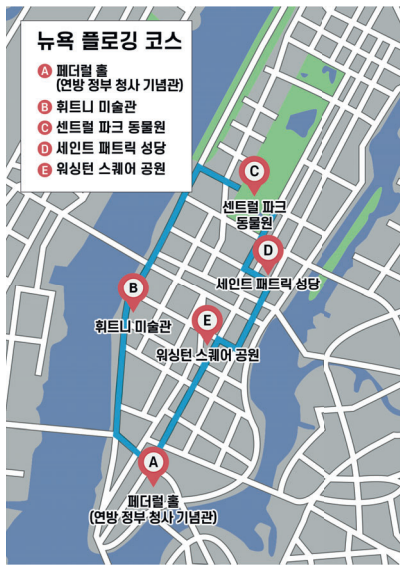 뉴욕 플로깅 코스
A 페더럴 홀
(연방 정부 청사 기념관)
B 휘트니 미술관
C 센트럴 파크 동물원
D 세인트 패트릭 성당
E 워싱턴 스퀘어 공원
C
센트럴 파크
동물원
D
세인트 패트릭 성당
B
휘트니 미술관
E
워싱턴 스퀘어 공원
A
페더럴 홀
(연방 정부 청사 기념관)